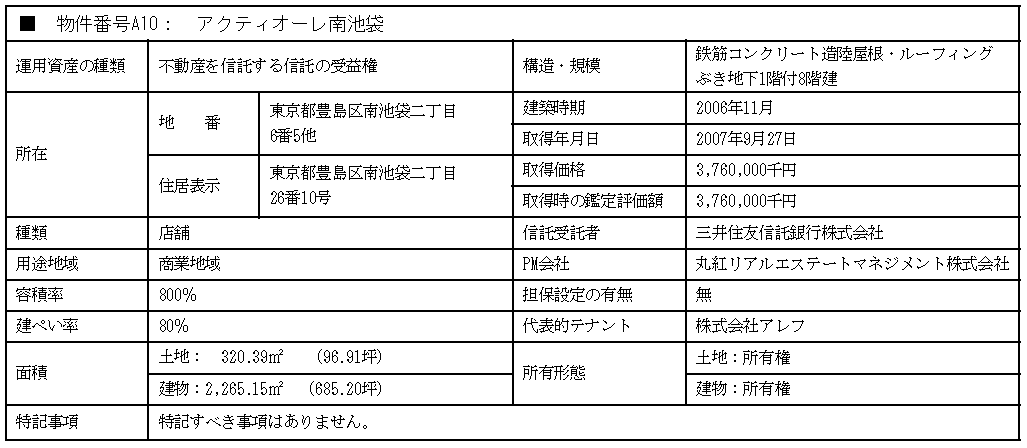 ■ 物件番号A10： アクティオーレ南池袋
運用資産の種類 不動産を信託する信託の受益権 構造・規模 鉄筋コンクリート造陸屋根・ルーフィング
ぶき地下1階付8階建
所在 地 番 東京都豊島区南池袋二丁目
6番5他
住居表示 東京都豊島区南池袋二丁目
26番10号
建築時期 2006年11月
取得年月日 2007年9月27日
取得価格 3,760,000千円
取得時の鑑定評価額 3,760,000千円
種類 店舗 信託受託者 三井住友信託銀行株式会社
用途地域 商業地域 PM会社 丸紅リアルエステートマネジメント株式会社
容積率 800% 担保設定の有無 無
建ぺい率 80% 代表的テナント 株式会社アレフ
面積 土地： 320.39㎡ （96.91坪） 所有形態 土地：所有権
建物：2,265.15㎡ （685.20坪） 建物：所有権
特記事項 特記すべき事項はありません。